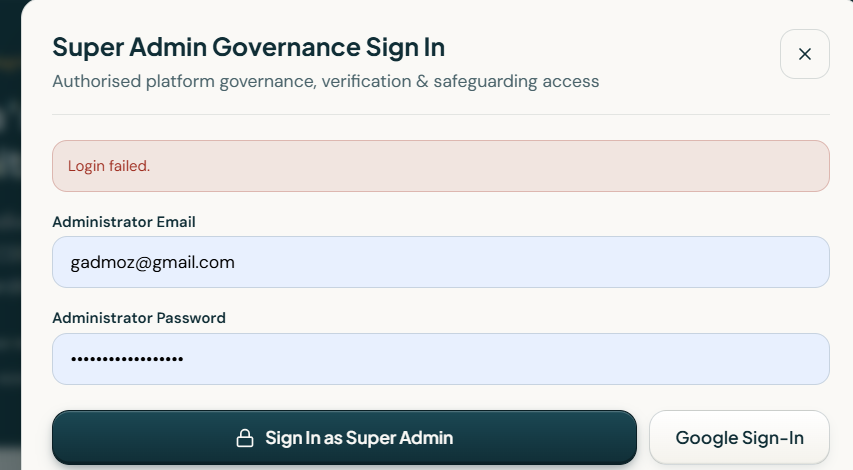 Super Admin Governance Sign In
Authorised platform governance, verification & safeguarding access
Login failed.
Administrator Email
gadmoz@gmail.com
Administrator Password
••••••••••••••••••
Sign In as Super Admin
Google Sign-In